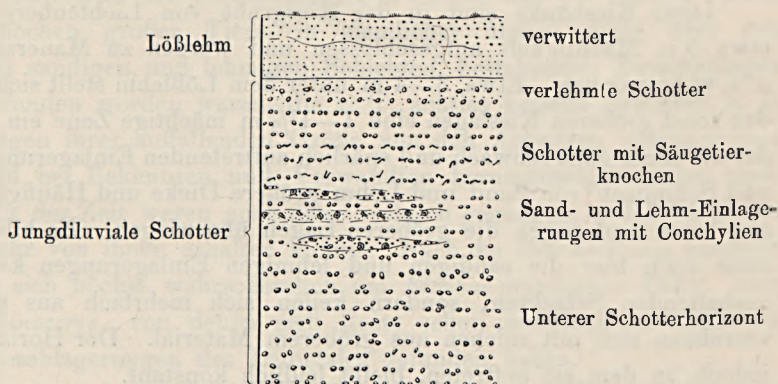 Lößlehm
verwittert
verlehmte Schotter
Schotter mit Säugetier-
knochen
Jungdiluviale Schotter
Sand- und Lehm-Einlage-
rungen mit Conchylien
Unterer Schotterhorizont